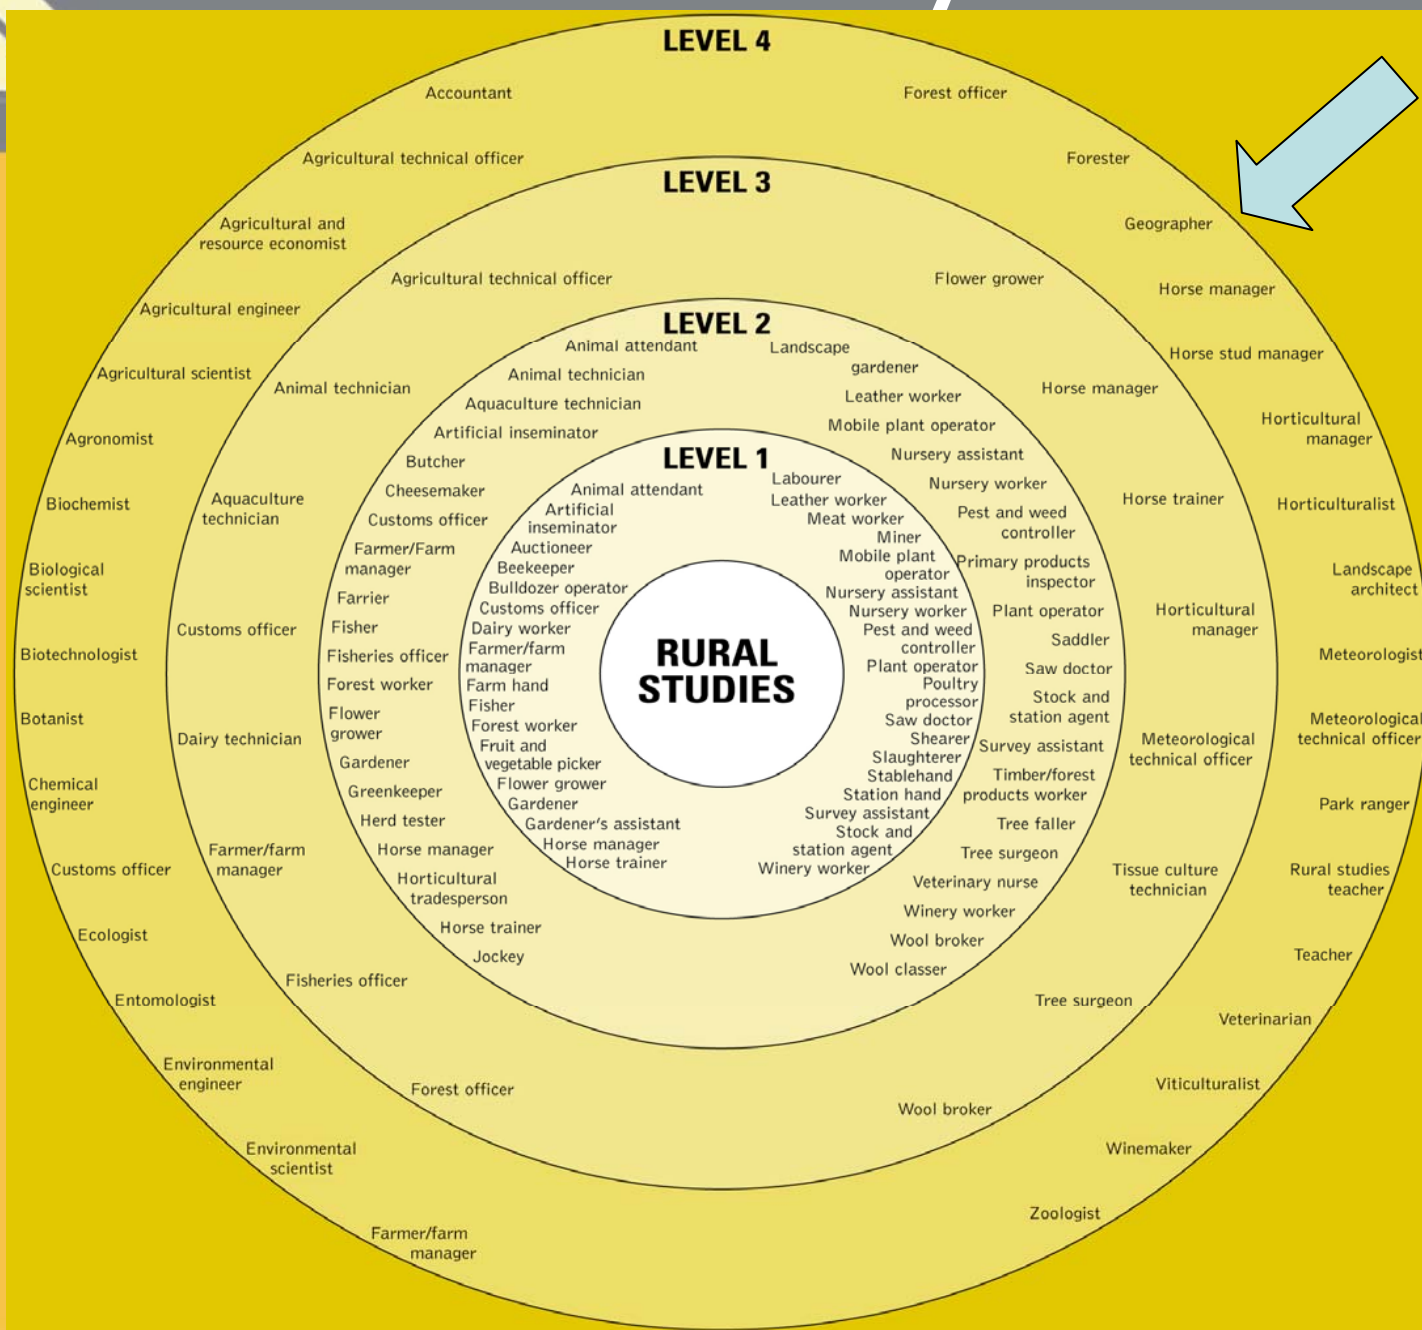 LEVEL 4
Accountant
Agricultural technical officer
Agricultural and
resource economist
Agricultural engineer
Agricultural scientist
Agronomist
Biochemist
Biological
scientist
Biotechnologist
Botanist
Chemical
engineer
Customs officer
Ecologist
Entomologist
Environmental
engineer
Environmental
scientist
Farmer/farm
manager
Forest officer
Forester
Geographer
Horse manager
Horse stud manager
Horticultural
manager
Horticulturalist
Landscape
architect
Meteorologist
Meteorological
technical officer
Park ranger
Rural studies
teacher
Teacher
Veterinarian
Viticulturalist
Winemaker
Zoologist
LEVEL 3
Agricultural technical officer
Animal technician
Aquaculture
technician
Customs officer
Dairy technician
Farmer/farm
manager
Fisheries officer
Forest officer
Flower grower
Horse manager
Horse trainer
Horticultural
manager
Meteorological
technical officer
Tissue culture
technician
Tree surgeon
Wool broker
LEVEL 2
Animal attendant
Animal technician
Aquaculture technician
Artificial inseminator
Butcher
Cheesemaker
Customs officer
Farmer/Farm
manager
Farrier
Fisher
Fisheries officer
Forest worker
Flower
grower
Gardener
Greenkeeper
Herd tester
Horse manager
Horticultural
tradesperson
Horse trainer
Jockey
Landscape
gardener
Leather worker
Mobile plant operator
Nursery assistant
Nursery worker
Pest and weed
controller
Primary products
inspector
Plant operator
Saddler
Saw doctor
Stock and
station agent
Survey assistant
Timber/forest
products worker
Tree faller
Tree surgeon
Veterinary nurse
Winery worker
Wool broker
Wool classer
LEVEL 1
Animal attendant
Artificial
inseminator
Auctioneer
Beekeeper
Bulldozer operator
Customs officer
Dairy worker
Farmer/farm
manager
Farm hand
Fisher
Forest worker
Fruit and
vegetable picker
Flower grower
Gardener
Gardener's assistant
Horse manager
Horse trainer
Labourer
Leather worker
Meat worker
Miner
Mobile plant
operator
Nursery assistant
Nursery worker
Pest and weed
controller
Plant operator
Poultry
processor
Saw doctor
Shearer
Slaughterer
Stablehand
Station hand
Survey assistant
Stock and
station agent
Winery worker
RURAL
STUDIES